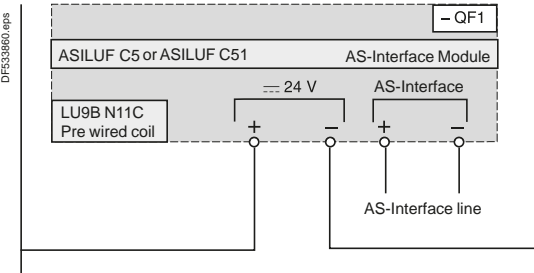 DF533860.eps
– QF1
ASILUF C5 or ASILUF C51 AS-Interface Module
24 V AS-Interface
LU9B N11C
Pre wired coil
+ – + –
AS-Interface line